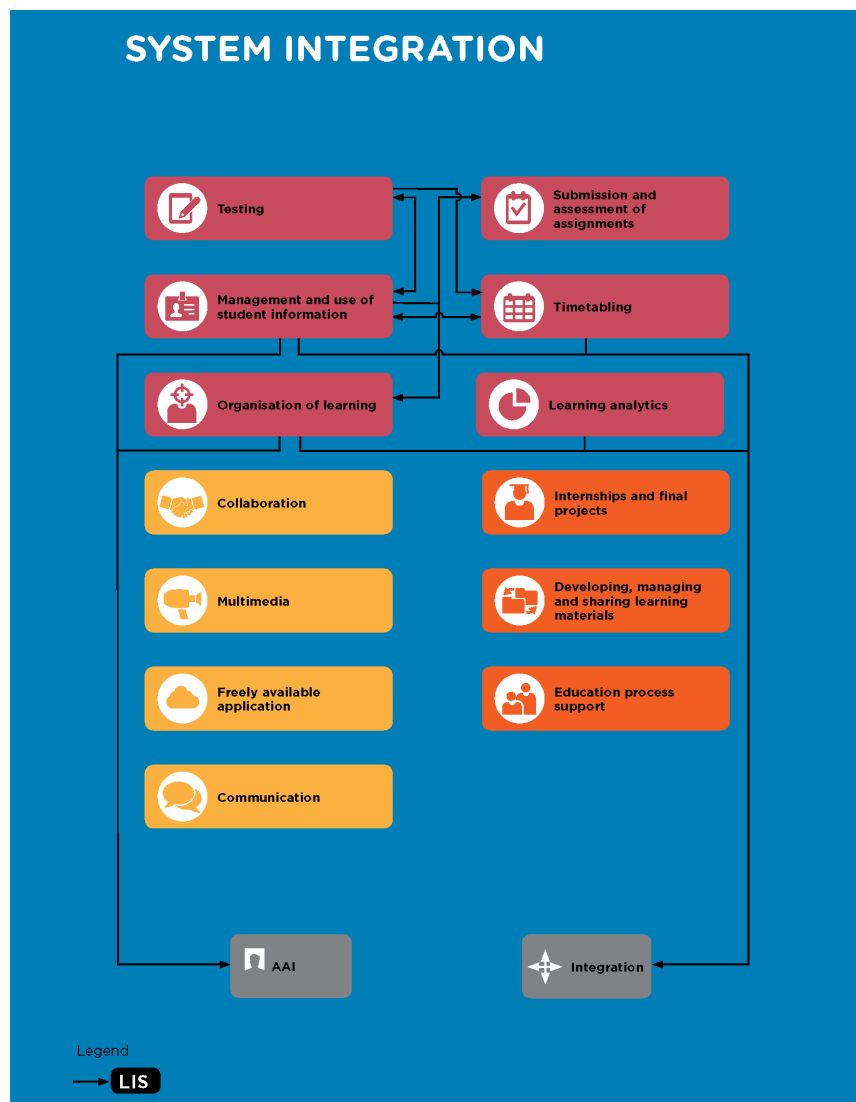 SYSTEM INTEGRATION
Testing
Submission and
assessment of
assignments
Management and use of
student information
Timetabling
Organisation of learning
Learning analytics
Collaboration
Internships and final
projects
Multimedia
Developing, managing
and sharing learning
materials
Freely available
application
Education process
support
Communication
AAI
Integration
Legend
LIS